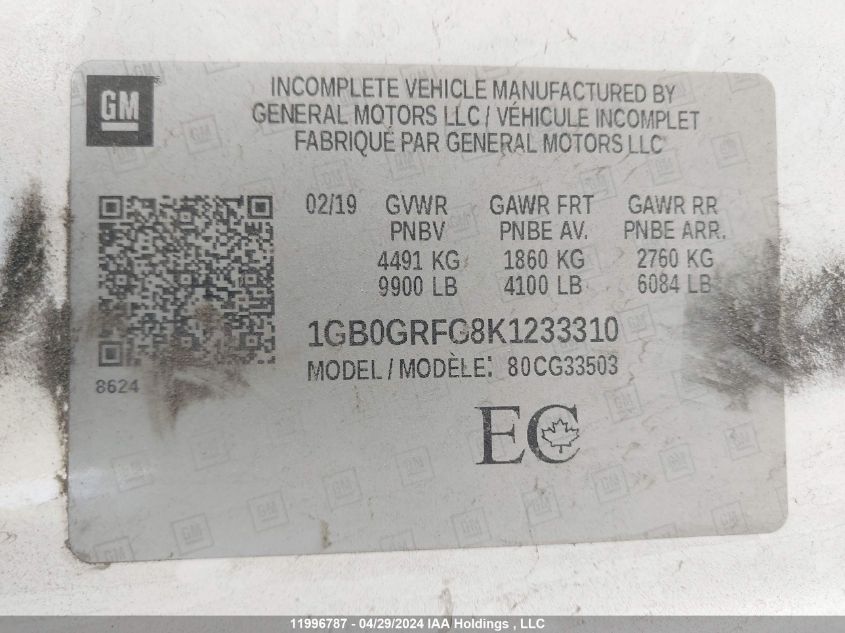 GM
INCOMPLETE VEHICLE MANUFACTURED BY
GENERAL MOTORS LLC / VÉHICULE INCOMPLET
FABRIQUÉ PAR GENERAL MOTORS LLC
02/19 GVWR GAWR FRT GAWR RR
PNBV PNBE AV. PNBE ARR.
4491 KG 1860 KG 2760 KG
9900 LB 4100 LB 6084 LB
1GB0GRFG8K1233310
MODEL / MODÈLE: 80CG33503
8624
EC
11996787 - 04/29/2024 IAA Holdings , LLC